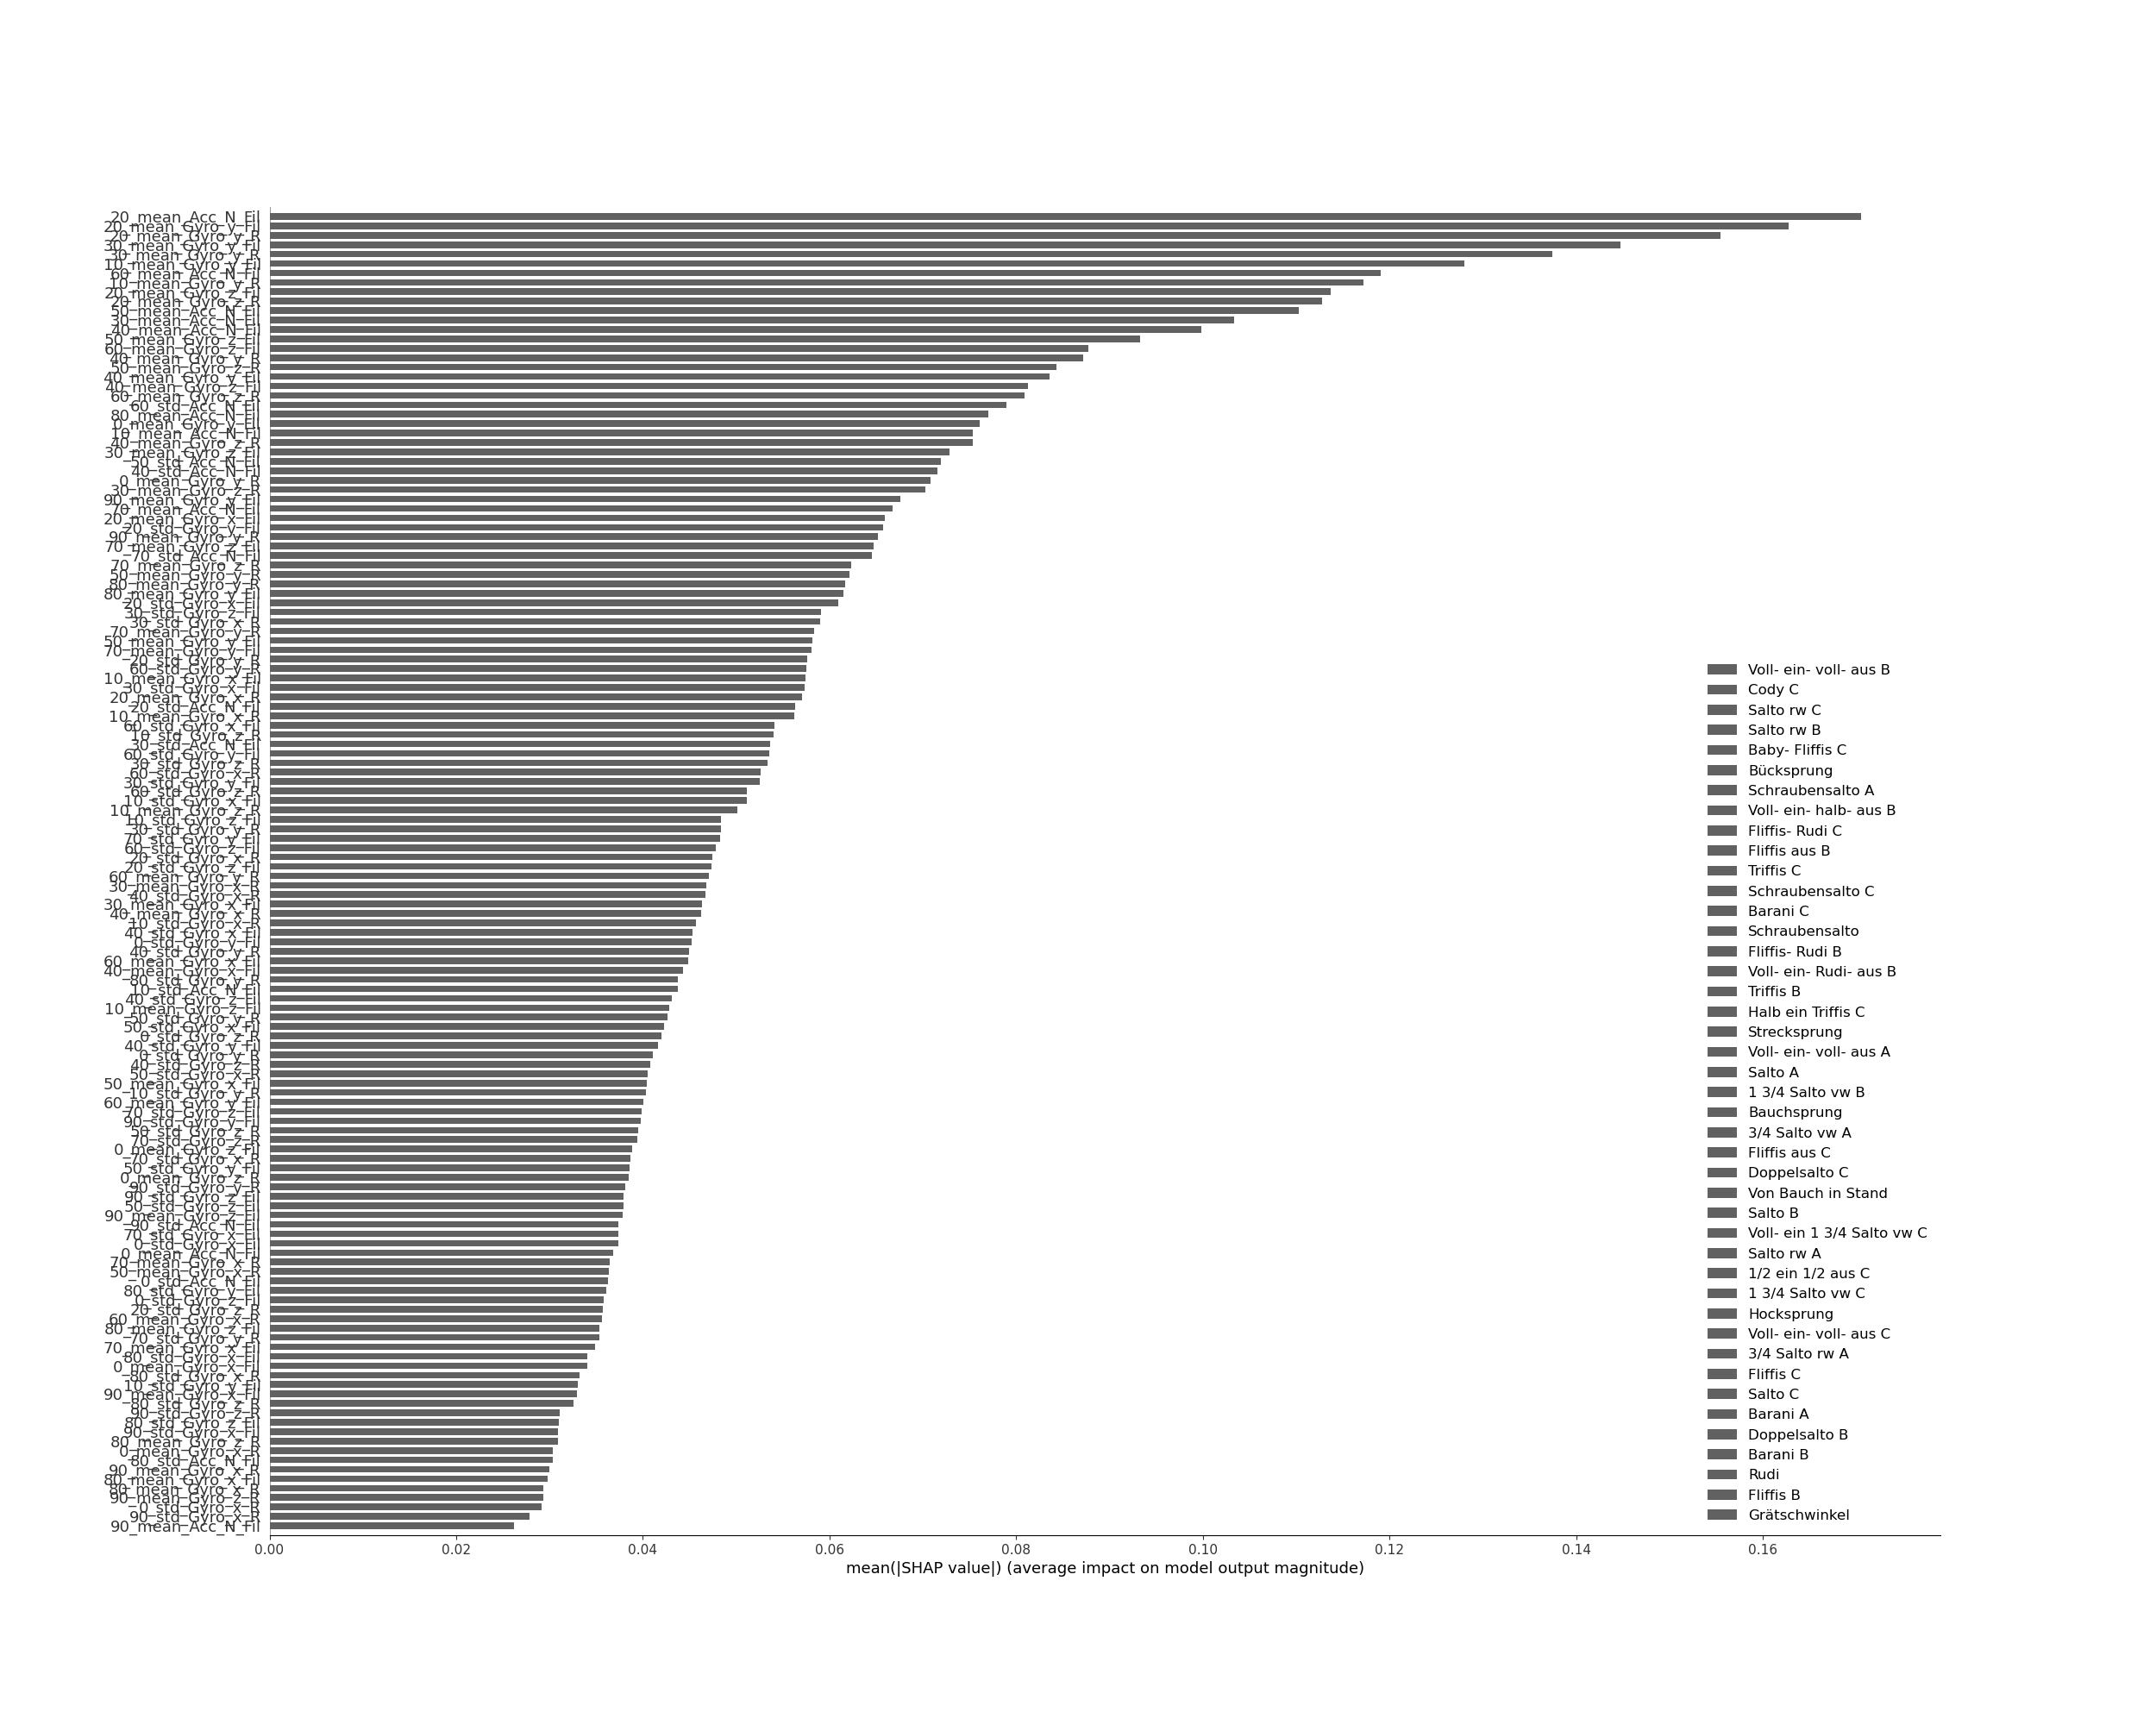 20_mean_Acc_N_Fil
20_mean_Gyro_y_Fil
20_mean_Gyro_y_R
30_mean_Gyro_y_Fil
30_mean_Gyro_y_R
10_mean_Gyro_y_Fil
60_mean_Acc_N_Fil
10_mean_Gyro_y_R
20_mean_Gyro_z_Fil
20_mean_Gyro_z_R
50_mean_Acc_N_Fil
30_mean_Acc_N_Fil
40_mean_Acc_N_Fil
50_mean_Gyro_z_Fil
60_mean_Gyro_z_Fil
40_mean_Gyro_y_R
50_mean_Gyro_z_R
40_mean_Gyro_y_Fil
40_mean_Gyro_z_Fil
60_mean_Gyro_z_R
60_std_Acc_N_Fil
80_mean_Acc_N_Fil
0_mean_Gyro_y_Fil
10_mean_Acc_N_Fil
40_mean_Gyro_z_R
30_mean_Gyro_z_Fil
50_std_Acc_N_Fil
40_std_Acc_N_Fil
0_mean_Gyro_y_R
30_mean_Gyro_z_R
90_mean_Gyro_y_Fil
70_mean_Acc_N_Fil
20_mean_Gyro_x_Fil
20_std_Gyro_y_Fil
90_mean_Gyro_y_R
70_mean_Gyro_z_Fil
70_std_Acc_N_Fil
70_mean_Gyro_z_R
50_mean_Gyro_y_R
80_mean_Gyro_y_R
80_mean_Gyro_y_Fil
20_std_Gyro_x_Fil
30_std_Gyro_z_Fil
30_std_Gyro_x_R
70_mean_Gyro_y_R
50_mean_Gyro_y_Fil
70_mean_Gyro_y_Fil
20_std_Gyro_y_R
60_std_Gyro_y_R
10_mean_Gyro_x_Fil
30_std_Gyro_x_Fil
20_mean_Gyro_x_R
20_std_Acc_N_Fil
10_mean_Gyro_x_R
60_std_Gyro_x_Fil
10_std_Gyro_z_R
30_std_Acc_N_Fil
60_std_Gyro_y_Fil
30_std_Gyro_z_R
60_std_Gyro_x_R
30_std_Gyro_y_Fil
60_std_Gyro_z_R
10_std_Gyro_x_Fil
10_mean_Gyro_z_R
10_std_Gyro_z_Fil
30_std_Gyro_y_R
70_std_Gyro_y_Fil
60_std_Gyro_z_Fil
20_std_Gyro_x_R
20_std_Gyro_z_Fil
60_mean_Gyro_y_R
30_mean_Gyro_x_R
40_std_Gyro_x_R
30_mean_Gyro_x_Fil
40_mean_Gyro_x_R
10_std_Gyro_x_R
40_std_Gyro_x_Fil
0_std_Gyro_y_Fil
40_std_Gyro_y_R
60_mean_Gyro_x_Fil
40_mean_Gyro_x_Fil
80_std_Gyro_y_R
10_std_Acc_N_Fil
40_std_Gyro_z_Fil
10_mean_Gyro_z_Fil
50_std_Gyro_y_R
50_std_Gyro_x_Fil
0_std_Gyro_z_R
40_std_Gyro_y_Fil
0_std_Gyro_y_R
40_std_Gyro_z_R
50_std_Gyro_x_R
50_mean_Gyro_x_Fil
10_std_Gyro_y_R
60_mean_Gyro_y_Fil
70_std_Gyro_z_Fil
90_std_Gyro_y_Fil
50_std_Gyro_z_R
70_std_Gyro_z_R
0_mean_Gyro_z_Fil
70_std_Gyro_x_R
50_std_Gyro_y_Fil
0_mean_Gyro_z_R
90_std_Gyro_y_R
90_std_Gyro_z_Fil
50_std_Gyro_z_Fil
90_mean_Gyro_z_Fil
90_std_Acc_N_Fil
70_std_Gyro_x_Fil
0_std_Gyro_x_Fil
0_mean_Acc_N_Fil
70_mean_Gyro_x_R
50_mean_Gyro_x_R
0_std_Acc_N_Fil
80_std_Gyro_y_Fil
0_std_Gyro_z_Fil
20_std_Gyro_z_R
60_mean_Gyro_x_R
80_mean_Gyro_z_Fil
70_std_Gyro_y_R
70_mean_Gyro_x_Fil
80_std_Gyro_x_Fil
0_mean_Gyro_x_Fil
80_std_Gyro_x_R
10_std_Gyro_y_Fil
90_mean_Gyro_x_Fil
80_std_Gyro_z_R
90_std_Gyro_z_R
80_std_Gyro_z_Fil
90_std_Gyro_x_Fil
80_mean_Gyro_z_R
0_mean_Gyro_x_R
80_std_Acc_N_Fil
90_mean_Gyro_x_R
80_mean_Gyro_x_Fil
80_mean_Gyro_x_R
90_mean_Gyro_z_R
0_std_Gyro_x_R
90_std_Gyro_x_R
90_mean_Acc_N_Fil
Voll- ein- voll- aus B
Cody C
Salto rw C
Salto rw B
Baby- Fliffis C
Bücksprung
Schraubensalto A
Voll- ein- halb- aus B
Fliffis- Rudi C
Fliffis aus B
Triffis C
Schraubensalto C
Barani C
Schraubensalto
Fliffis- Rudi B
Voll- ein- Rudi- aus B
Triffis B
Halb ein Triffis C
Strecksprung
Voll- ein- voll- aus A
Salto A
1 3/4 Salto vw B
Bauchsprung
3/4 Salto vw A
Fliffis aus C
Doppelsalto C
Von Bauch in Stand
Salto B
Voll- ein 1 3/4 Salto vw C
Salto rw A
1/2 ein 1/2 aus C
1 3/4 Salto vw C
Hocksprung
Voll- ein- voll- aus C
3/4 Salto rw A
Fliffis C
Salto C
Barani A
Doppelsalto B
Barani B
Rudi
Fliffis B
Grätschwinkel
0.00 0.02 0.04 0.06 0.08 0.10 0.12 0.14 0.16
mean(|SHAP value|) (average impact on model output magnitude)